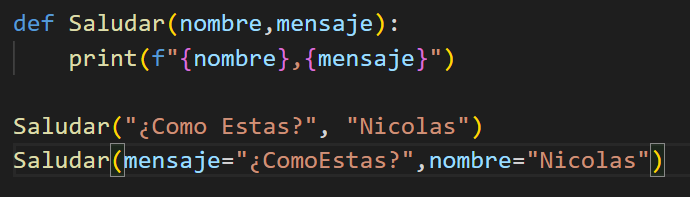 def Saludar(nombre,mensaje):
    print(f"{nombre},{mensaje}")
Saludar("¿Como Estas?", "Nicolas")
Saludar(mensaje="¿ComoEstas?",nombre="Nicolas")